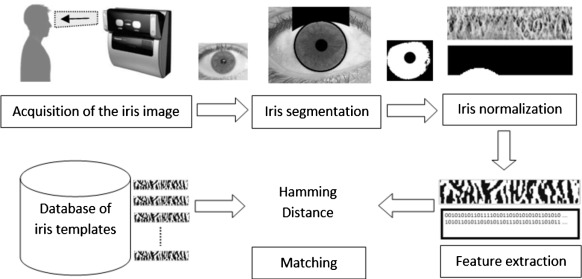 Acquisition of the iris image
Iris segmentation
Iris normalization
Database of
iris templates
Hamming
Distance
Matching
Feature extraction